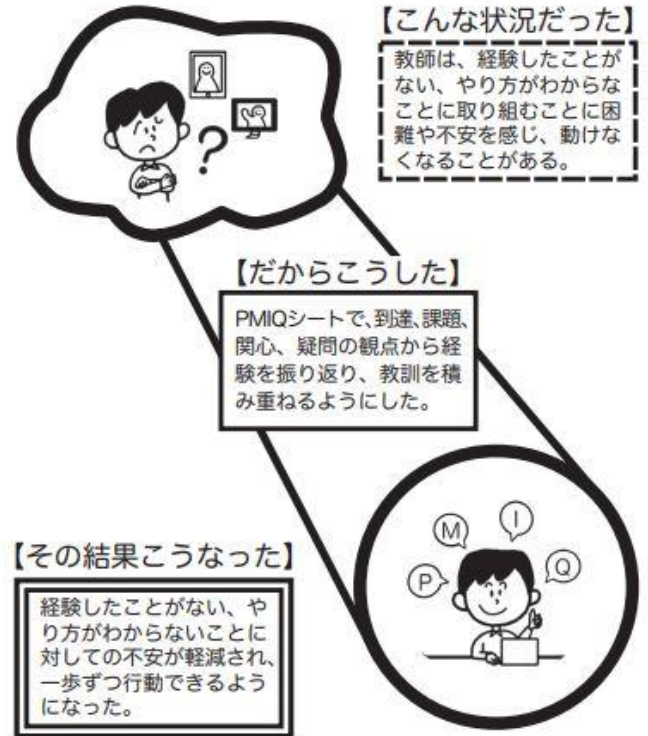 【こんな状況だった】
教師は、経験したことが
ない、やり方がわからな
ことに取り組むことに困
難や不安を感じ、動けな
くなることがある。
?
【だからこうした】
PMIQシートで、到達、課題、
関心、疑問の観点から経
験を振り返り、教訓を積
み重ねるようにした。
P
M
I
Q
【その結果こうなった】
経験したことがない、や
り方がわからないことに
対しての不安が軽減され、
一歩ずつ行動できるよう
になった。